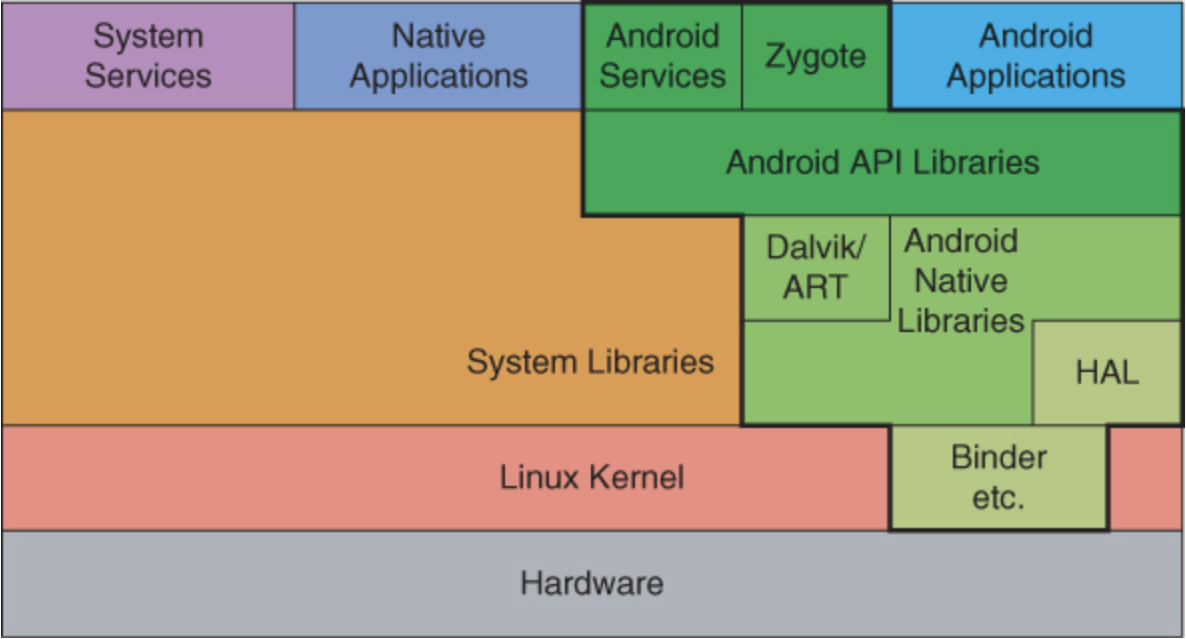 System
Services
Native
Applications
Android
Services
Zygote
Android
Applications
Android API Libraries
Dalvik/
ART
Android
Native
Libraries
System Libraries
HAL
Linux Kernel
Binder
etc.
Hardware